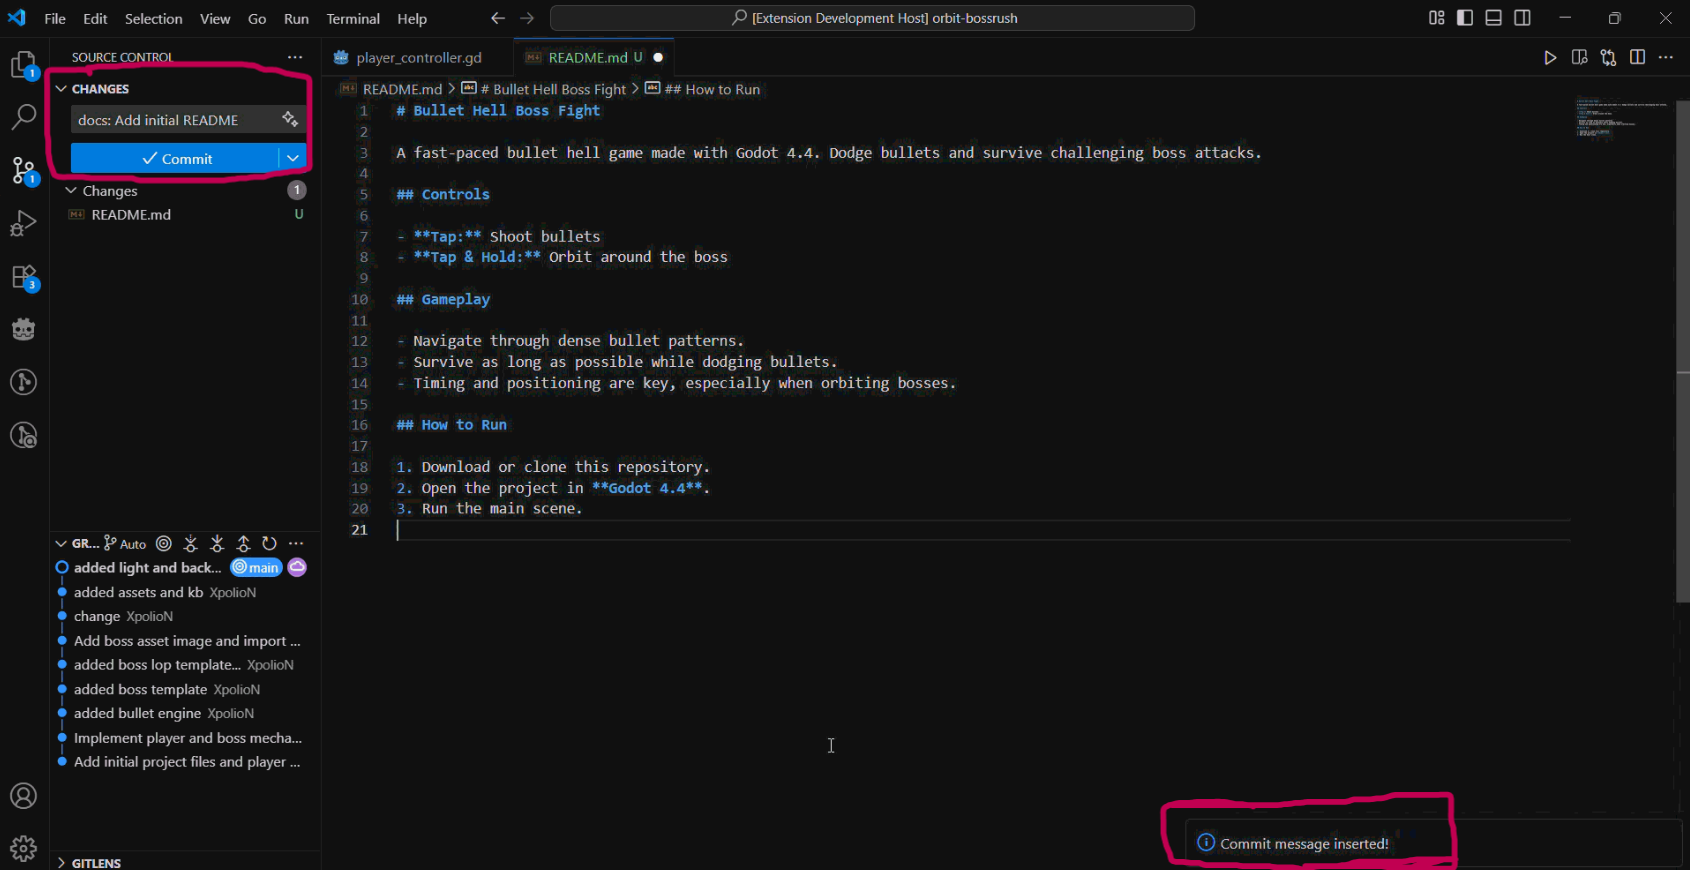 File Edit Selection View Go Run Terminal Help
[Extension Development Host] orbit-bossrush
SOURCE CONTROL
CHANGES
docs: Add initial README
Commit
Changes 1
README.md U
1
1
3
player_controller.gd
README.md U
README.md > # Bullet Hell Boss Fight > ## How to Run
1 # Bullet Hell Boss Fight
2
3 A fast-paced bullet hell game made with Godot 4.4. Dodge bullets and survive challenging boss attacks.
4
5 ## Controls
6
7 - **Tap:** Shoot bullets
8 - **Tap & Hold:** Orbit around the boss
9
10 ## Gameplay
11
12 - Navigate through dense bullet patterns.
13 - Survive as long as possible while dodging bullets.
14 - Timing and positioning are key, especially when orbiting bosses.
15
16 ## How to Run
17
18 1. Download or clone this repository.
19 2. Open the project in **Godot 4.4**.
20 3. Run the main scene.
21
GR... Auto
added light and back... main
added assets and kb XpolioN
change XpolioN
Add boss asset image and import ...
added boss lop template... XpolioN
added boss template XpolioN
added bullet engine XpolioN
Implement player and boss mecha...
Add initial project files and player ...
GITLENS
Commit message inserted!